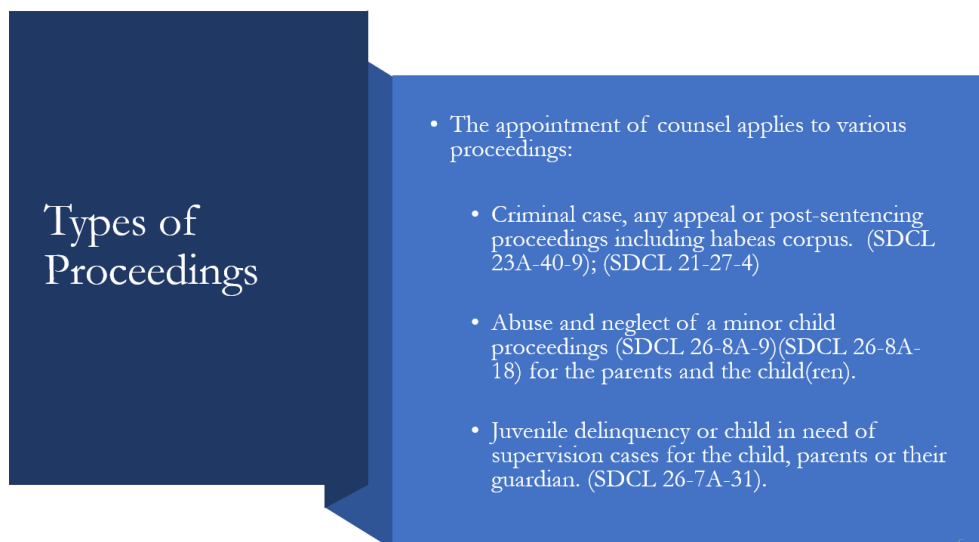 Types of
Proceedings
• The appointment of counsel applies to various
proceedings:
• Criminal case, any appeal or post-sentencing
proceedings including habeas corpus.  (SDCL
23A-40-9); (SDCL 21-27-4)
• Abuse and neglect of a minor child
proceedings (SDCL 26-8A-9)(SDCL 26-8A-
18) for the parents and the child(ren).
• Juvenile delinquency or child in need of
supervision cases for the child, parents or their
guardian. (SDCL 26-7A-31).